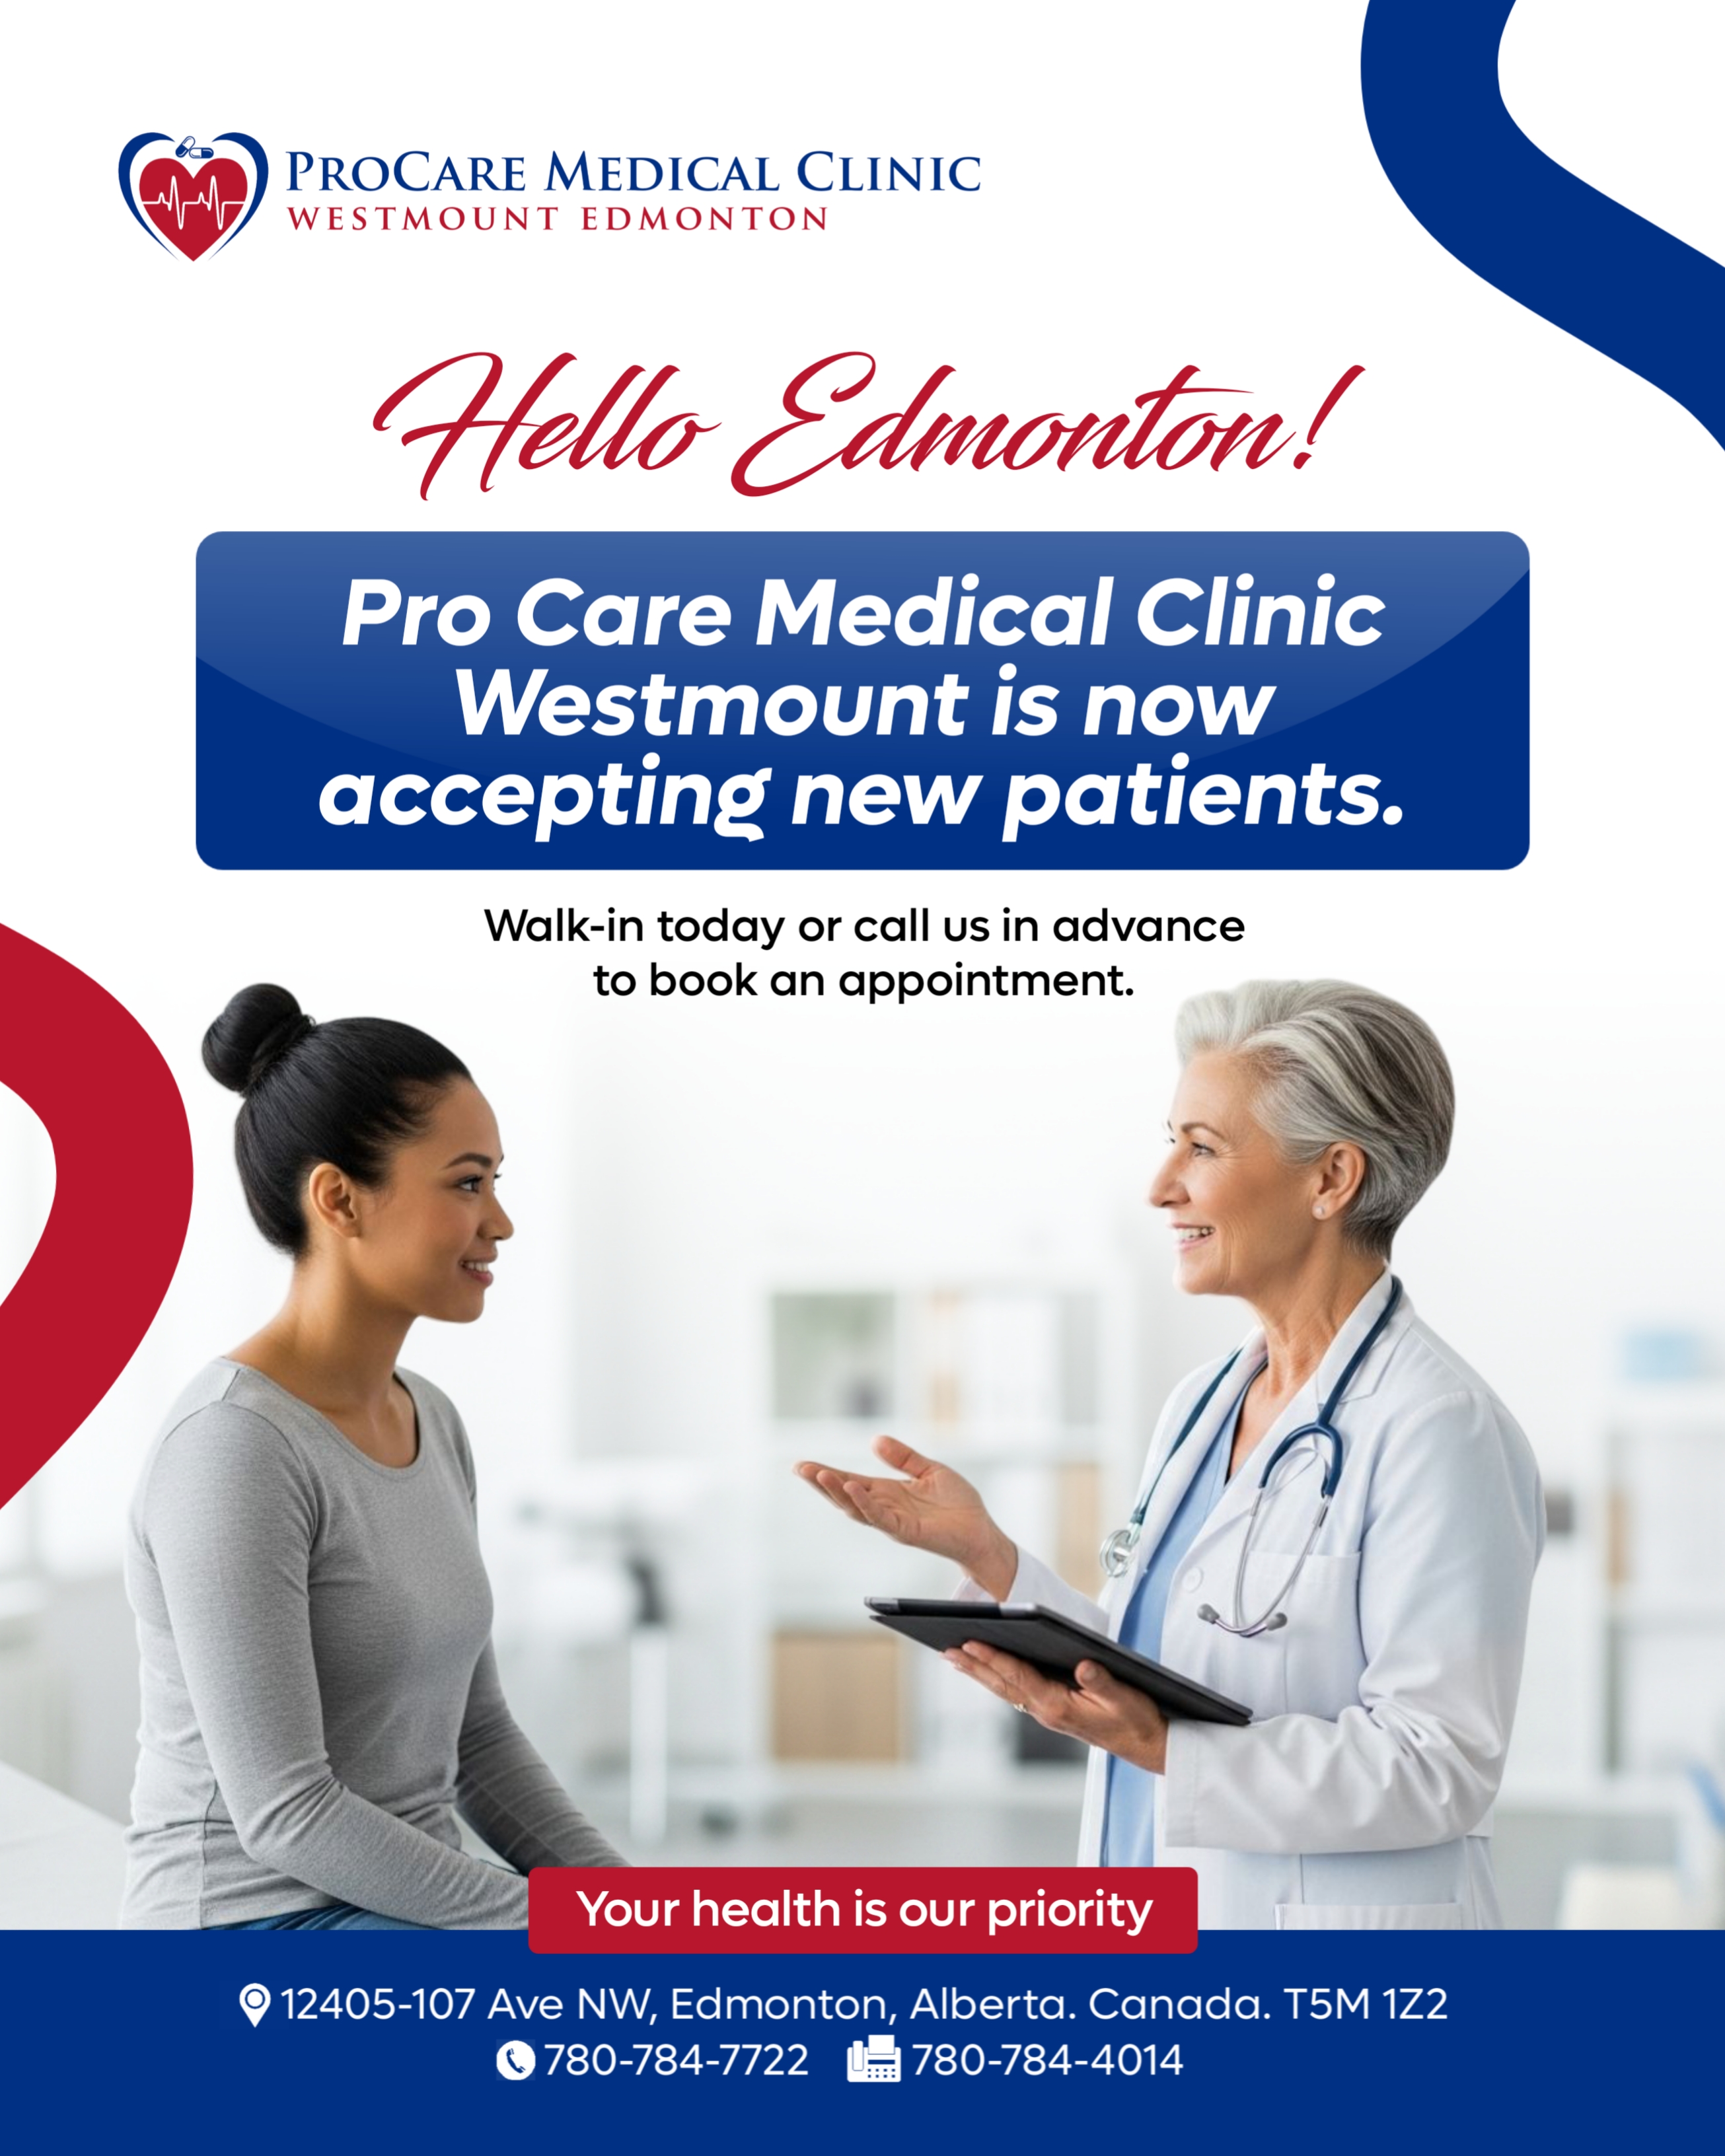 PROCARE MEDICAL CLINIC
WESTMOUNT EDMONTON
Hello Edmonton!
Pro Care Medical Clinic
Westmount is now
accepting new patients.
Walk-in today or call us in advance
to book an appointment.
Your health is our priority
12405-107 Ave NW, Edmonton, Alberta. Canada. T5M 1Z2
780-784-7722 780-784-4014